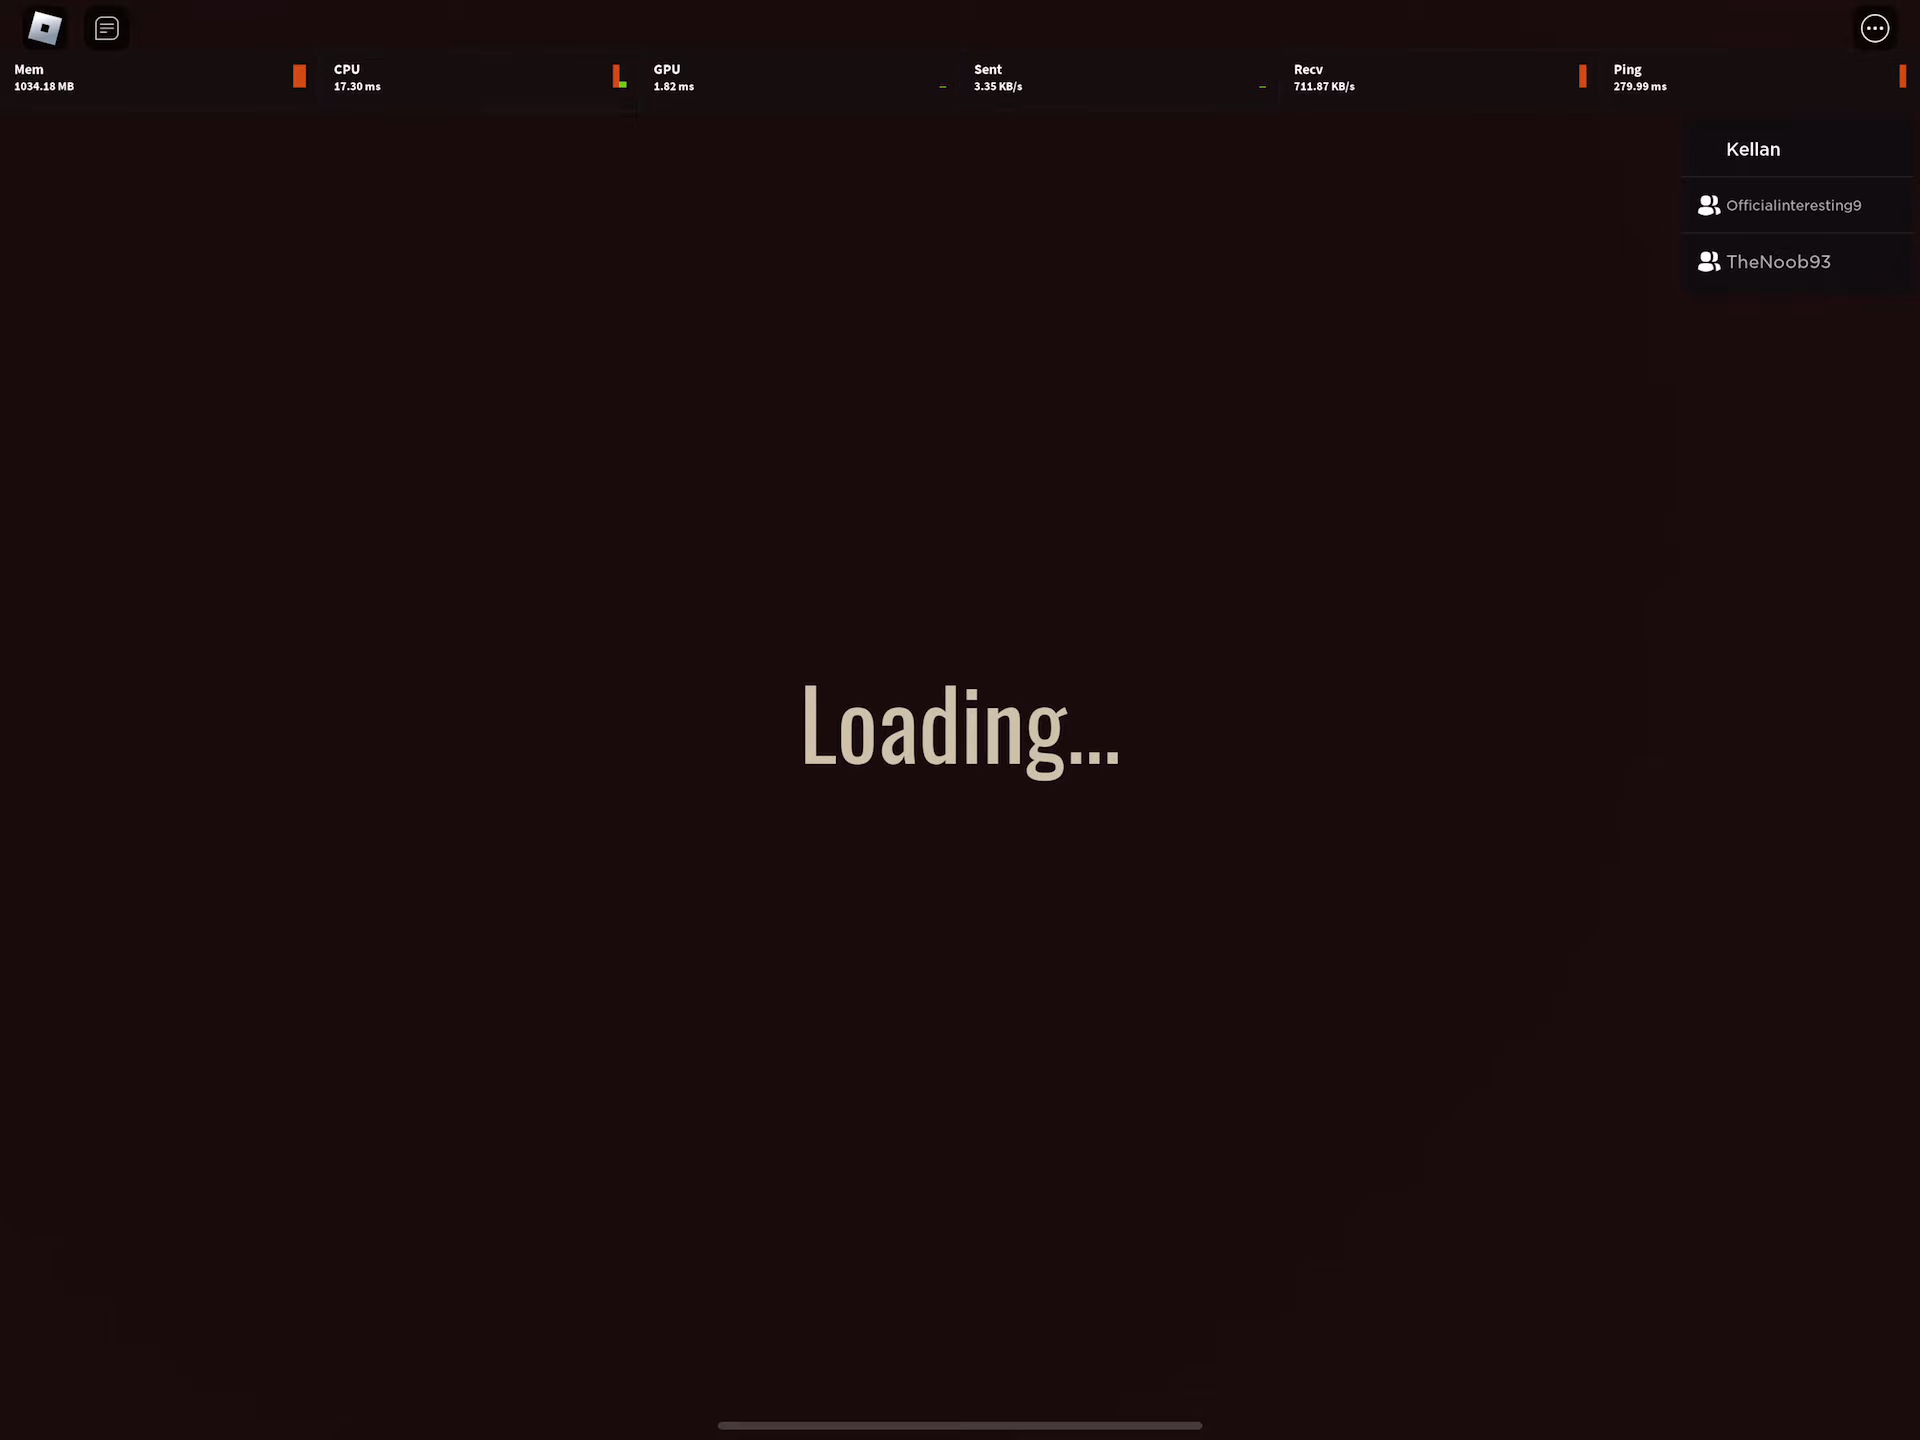 Mem
1034.18 MB
CPU
17.30 ms
GPU
1.82 ms
Sent
3.35 KB/s
Recv
711.87 KB/s
Ping
279.99 ms
Kellan
Officialinteresting9
TheNoob93
Loading...